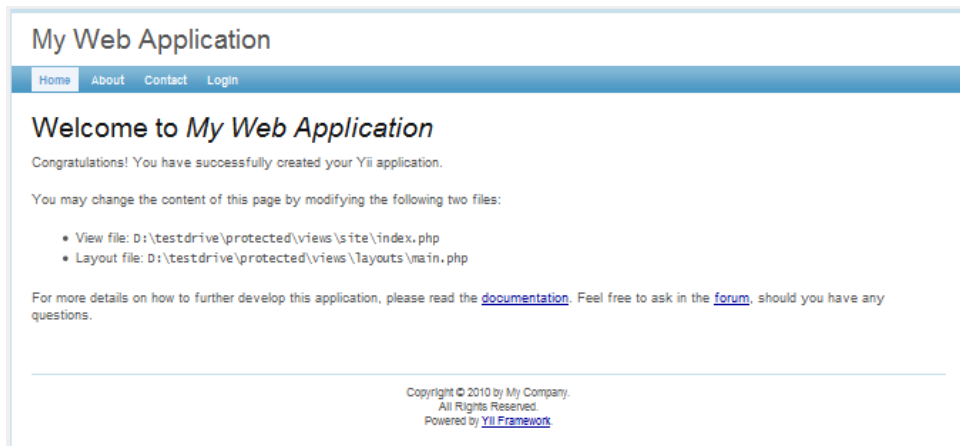 My Web Application
Home About Contact Login
Welcome to My Web Application
Congratulations! You have successfully created your Yii application.
You may change the content of this page by modifying the following two files:
• View file: D:\testdrive\protected\views\site\index.php
• Layout file: D:\testdrive\protected\views\layouts\main.php
For more details on how to further develop this application, please read the documentation. Feel free to ask in the forum, should you have any
questions.
Copyright © 2010 by My Company.
All Rights Reserved.
Powered by Yii Framework.